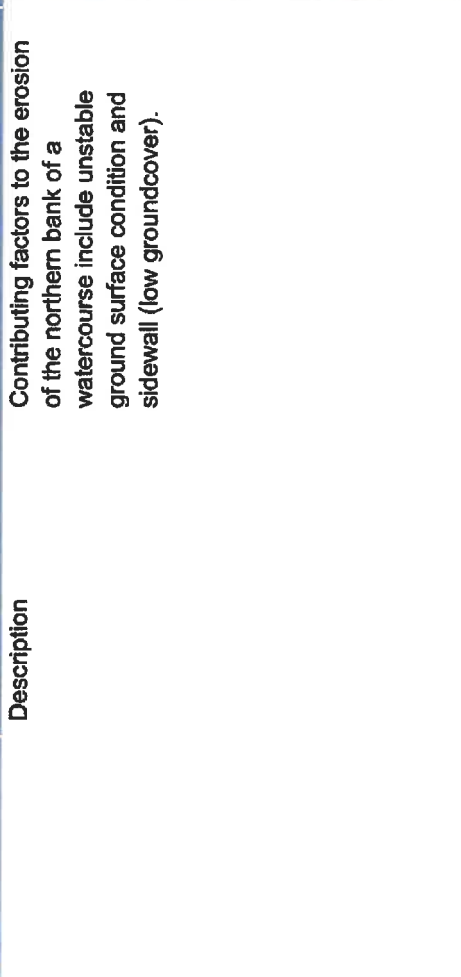 Description
Contributing factors to the erosion
of the northern bank of a
watercourse include unstable
ground surface condition and
sidewall (low groundcover).